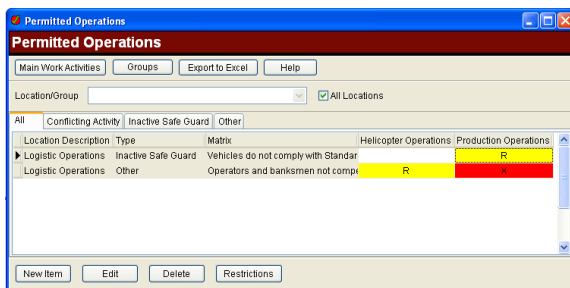 Permitted Operations
Permitted Operations
Main Work Activities Groups Export to Excel Help
Location/Group All Locations
All Conflicting Activity Inactive Safe Guard Other
Location Description Type Matrix Helicopter Operations Production Operations
Logistic Operations Inactive Safe Guard Vehicles do not comply with Standar R
Logistic Operations Other Operators and banksmen not compe R X
New Item Edit Delete Restrictions